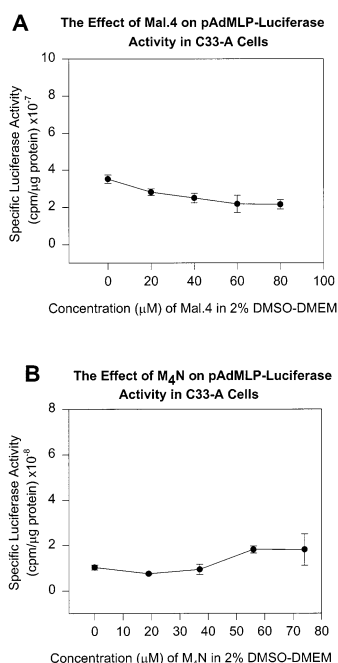 A
The Effect of Mal.4 on pAdMLP-Luciferase
Activity in C33-A Cells
Specific Luciferase Activity
(cpm/µg protein) x10⁻⁷
10
8
6
4
2
0
0 20 40 60 80 100
Concentration (µM) of Mal.4 in 2% DMSO-DMEM
B
The Effect of M₄N on pAdMLP-Luciferase
Activity in C33-A Cells
Specific Luciferase Activity
(cpm/µg protein) x10⁻⁸
8
6
4
2
0
0 10 20 30 40 50 60 70 80
Concentration (µM) of M₄N in 2% DMSO-DMEM